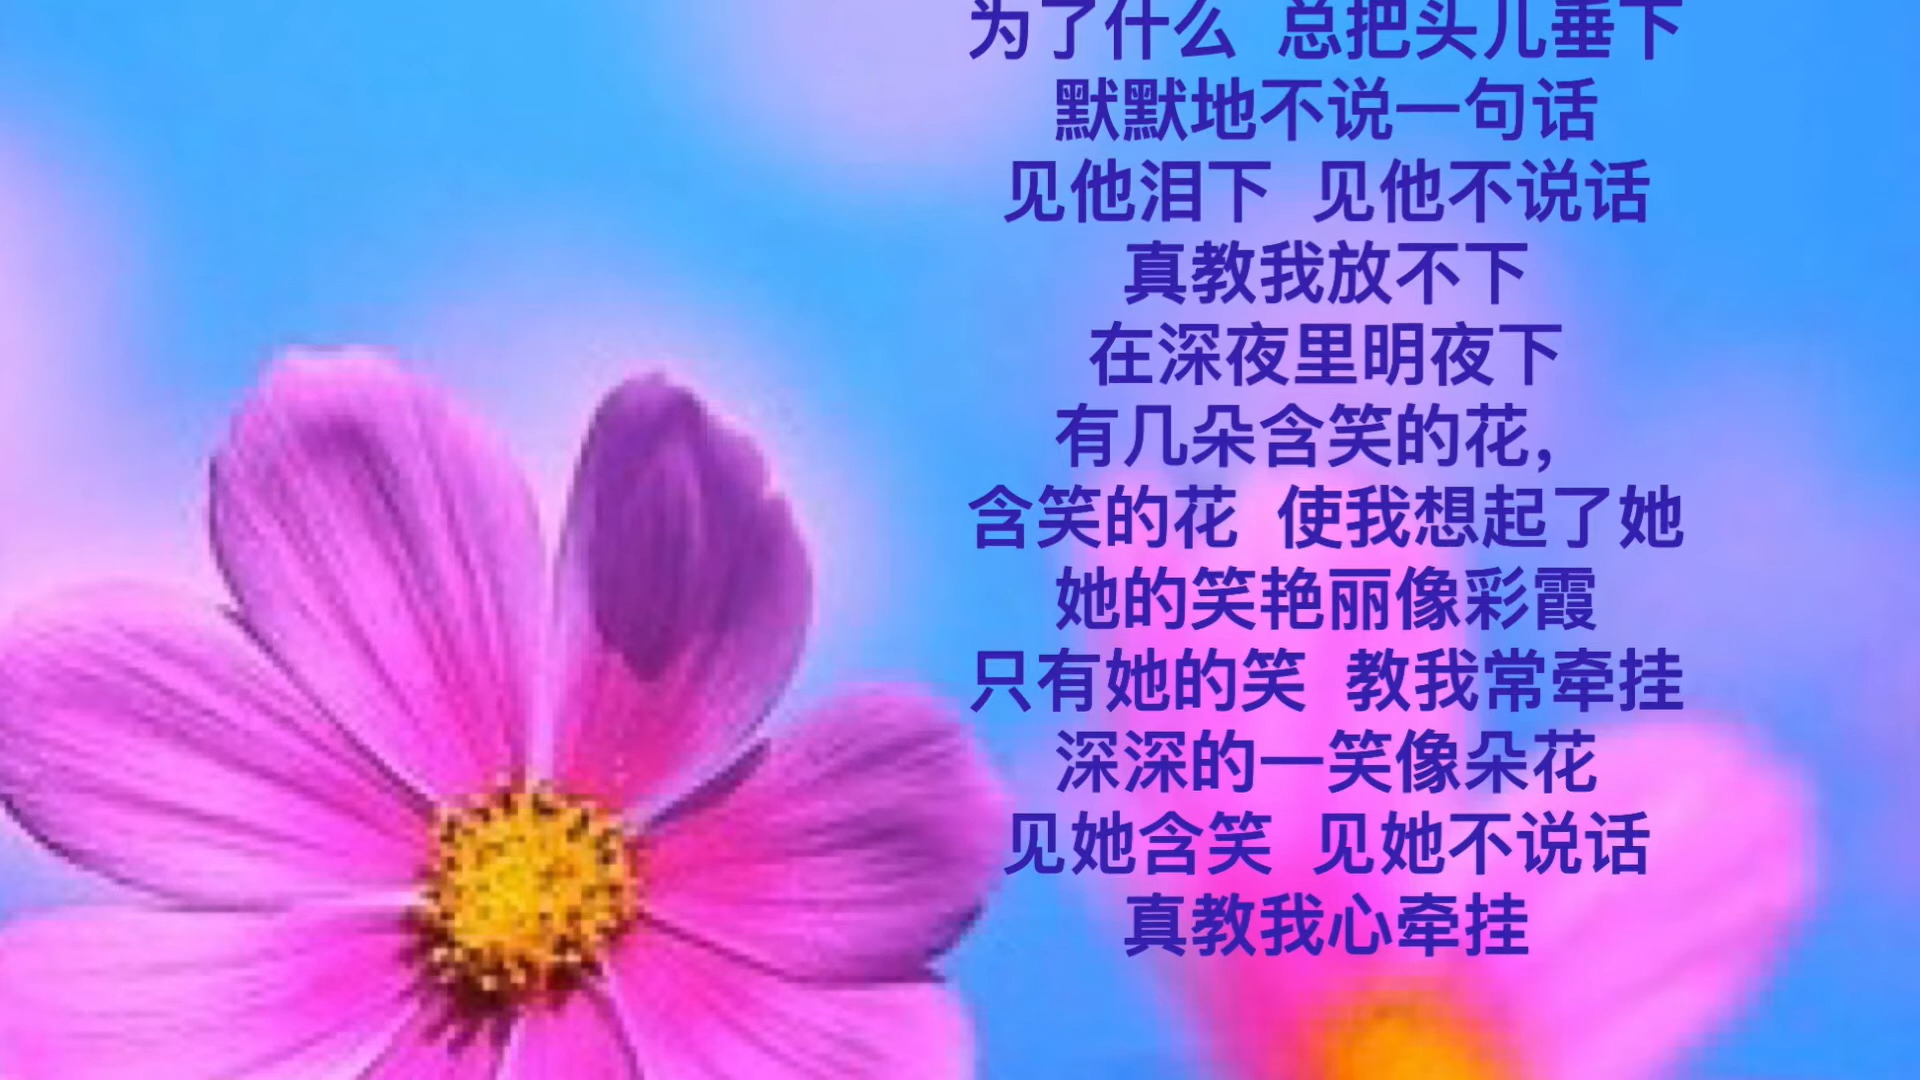 为了什么 总把头儿垂下
默默地不说一句话
见他泪下 见他不说话
真教我放不下
在深夜里明夜下
有几朵含笑的花，
含笑的花 使我想起了她
她的笑艳丽像彩霞
只有她的笑 教我常牵挂
深深的一笑像朵花
见她含笑 见她不说话
真教我心牵挂